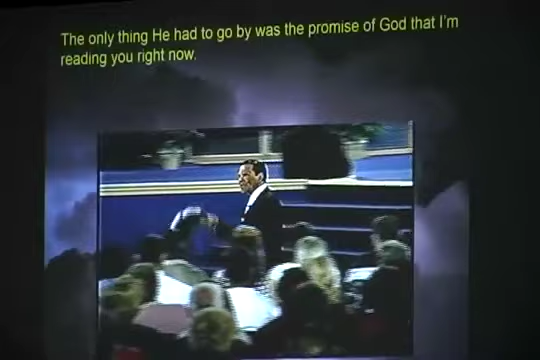 The only thing He had to go by was the promise of God that I'm
reading you right now.